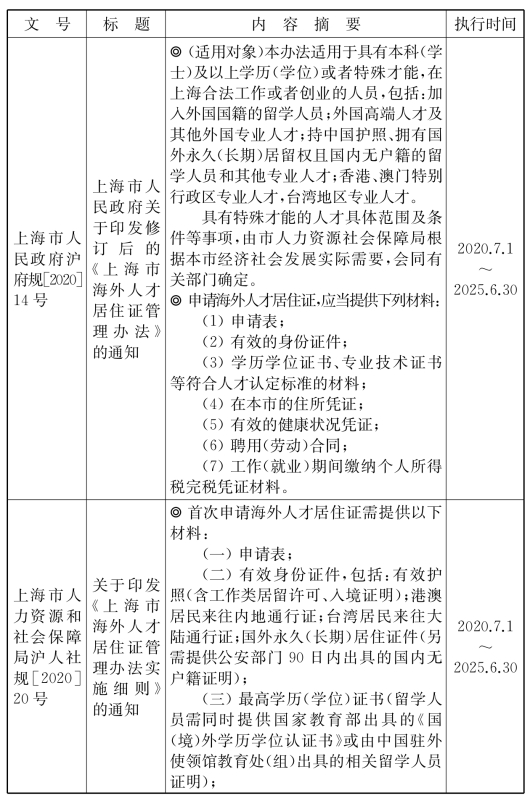 文 号
标 题
内 容 摘 要
执行时间
上海市人
民政府沪
府规[2020]
14号
上海市人
民政府关
于印发修
订后的
《上海市
海外人才
居住证管
理办法》
的通知
◎ (适用对象)本办法适用于具有本科(学
士)及以上学历(学位)或者特殊才能,在
上海合法工作或者创业的人员,包括:加
入外国国籍的留学人员;外国高端人才及
其他外国专业人才;持中国护照、拥有国
外永久(长期)居留权且国内无户籍的留
学人员和其他专业人才;香港、澳门特别
行政区专业人才,台湾地区专业人才。
具有特殊才能的人才具体范围及条
件等事项,由市人力资源社会保障局根
据本市经济社会发展实际需要,会同有
关部门确定。
◎ 申请海外人才居住证,应当提供下列材料:
(1) 申请表;
(2) 有效的身份证件;
(3) 学历学位证书、专业技术证书
等符合人才认定标准的材料;
(4) 在本市的住所凭证;
(5) 有效的健康状况凭证;
(6) 聘用(劳动)合同;
(7) 工作(就业)期间缴纳个人所得
税完税凭证材料。
2020.7.1
～
2025.6.30
上海市人
力资源和
社会保障
局沪人社
规[2020]
20号
关于印发
《上海市
海外人才
居住证管
理办法实
施细则》
的通知
◎ 首次申请海外人才居住证需提供以下
材料:
(一) 申请表;
(二) 有效身份证件,包括:有效护
照(含工作类居留许可、入境证明);港澳
居民来往内地通行证;台湾居民来往大
陆通行证;国外永久(长期)居住证件(另
需提供公安部门 90 日内出具的国内无
户籍证明);
(三) 最高学历(学位)证书(留学人
员需同时提供国家教育部出具的《国
(境)外学历学位认证书》或由中国驻外
使领馆教育处(组)出具的相关留学人员
证明);
2020.7.1
～
2025.6.30